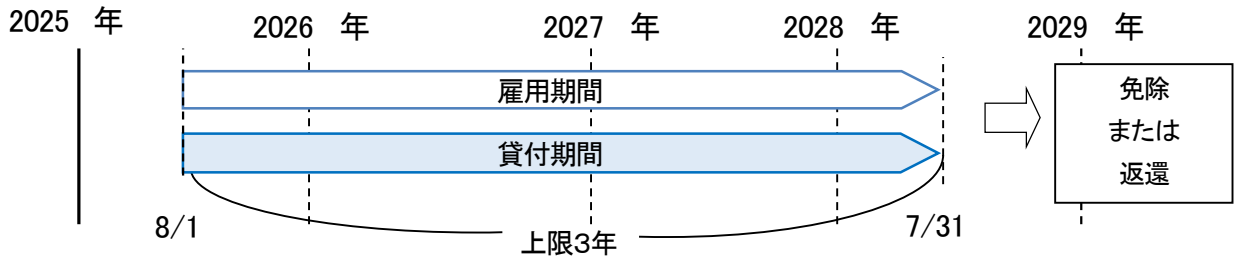 2025 年
2026 年
2027 年
2028 年
2029 年
雇用期間
貸付期間
免除
または
返還
8/1
7/31
上限3年